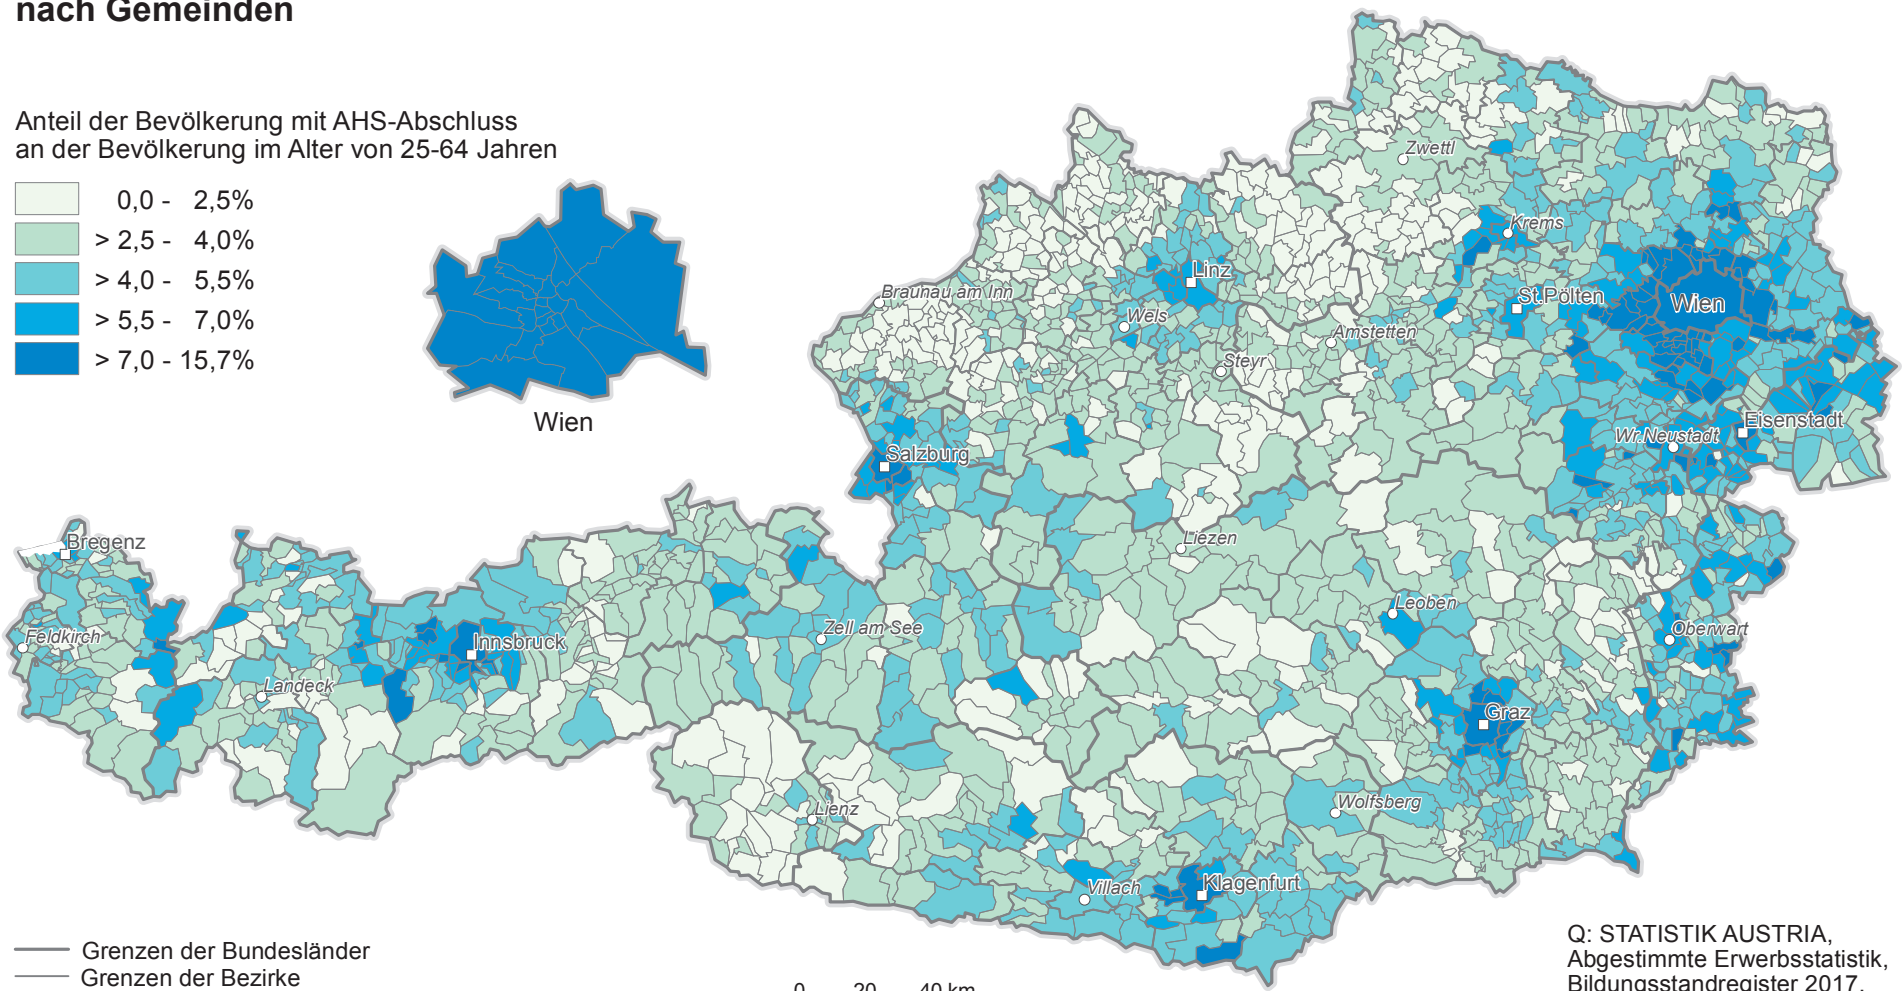 nach Gemeinden
Anteil der Bevölkerung mit AHS-Abschluss
an der Bevölkerung im Alter von 25-64 Jahren
0,0 - 2,5%
> 2,5 - 4,0%
> 4,0 - 5,5%
> 5,5 - 7,0%
> 7,0 - 15,7%
Wien
Zwettl
Krems
Linz
St.Pölten
Wien
Braunau am Inn
Wels
Amstetten
Steyr
Eisenstadt
Wr.Neustadt
Salzburg
Bregenz
Liezen
Leoben
Feldkirch
Innsbruck
Zell am See
Oberwart
Landeck
Graz
Lienz
Wolfsberg
Villach
Klagenfurt
Grenzen der Bundesländer
Grenzen der Bezirke
0 20 40 km
Q: STATISTIK AUSTRIA,
Abgestimmte Erwerbsstatistik,
Bildungsstandregister 2017.